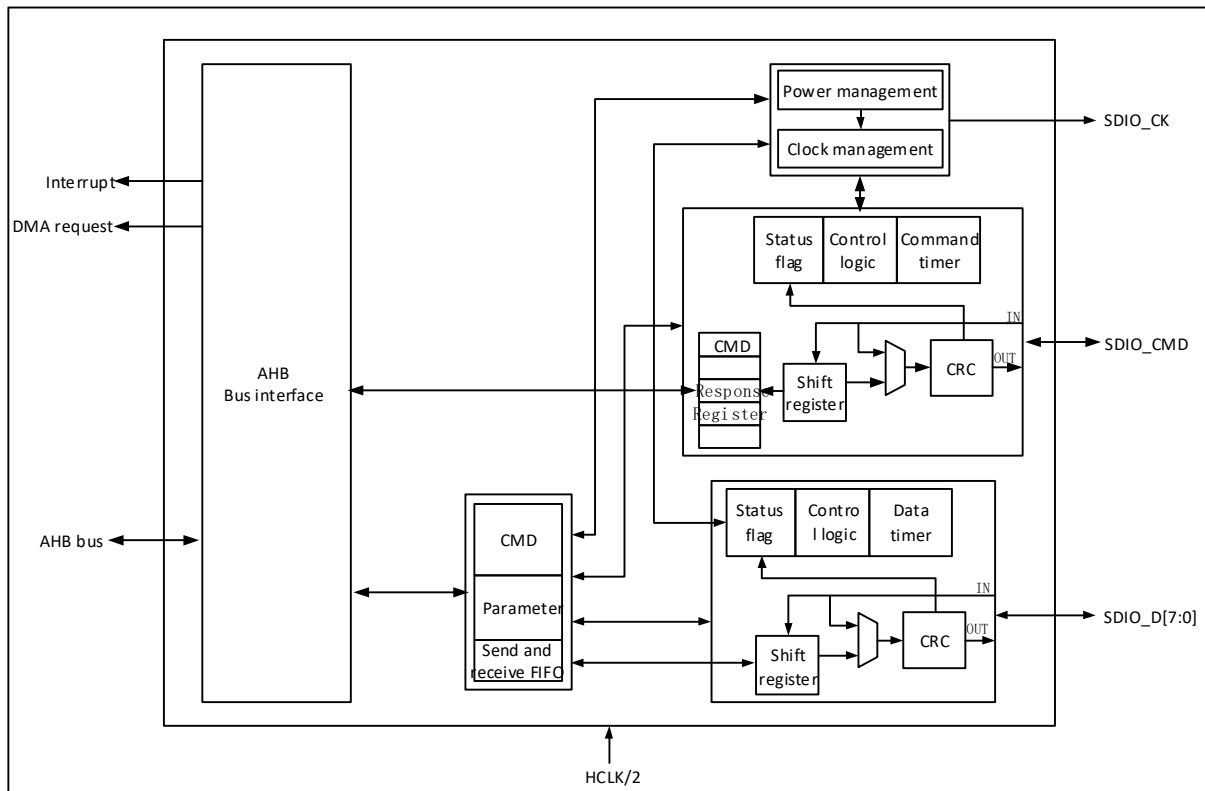 Power management
SDIO_CK
Clock management
Interrupt
DMA request
Status
flag
Control
logic
Command
timer
IN
CMD
SDIO_CMD
OUT
CRC
Shift
register
Response
Register
AHB
Bus interface
Status
flag
Contro
l logic
Data
timer
CMD
AHB bus
IN
Parameter
SDIO_D[7:0]
OUT
CRC
Send and
receive FIFO
Shift
register
HCLK/2